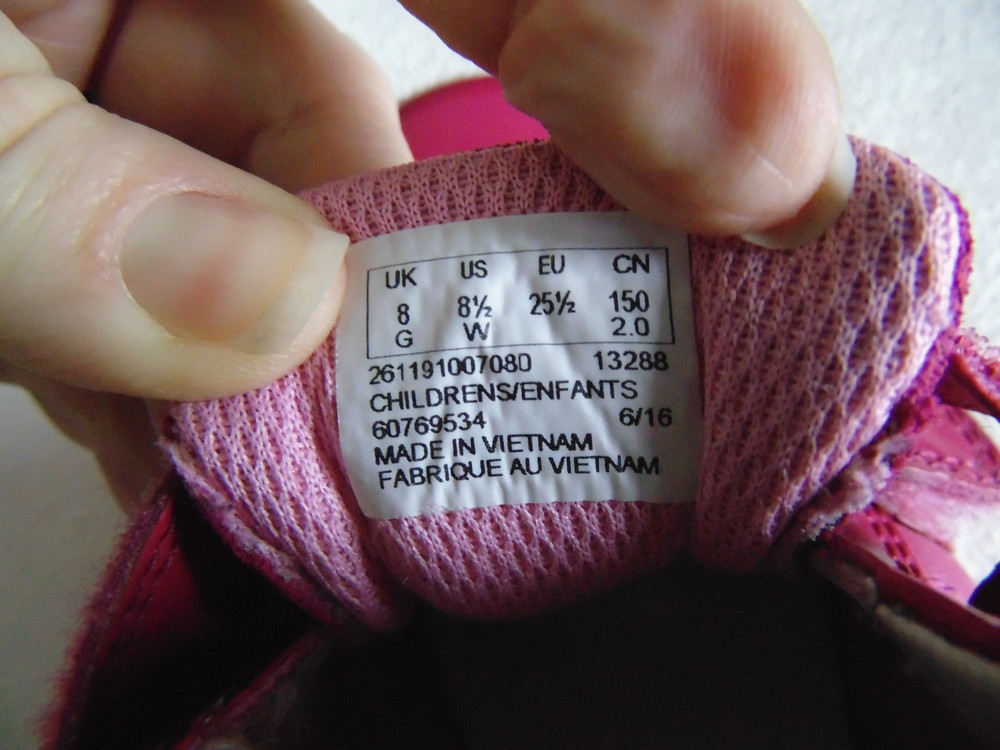 UK US EU CN
8 8½ 25½ 150
G W 2.0
261191007080 13288
CHILDRENS/ENFANTS
60769534 6/16
MADE IN VIETNAM
FABRIQUE AU VIETNAM